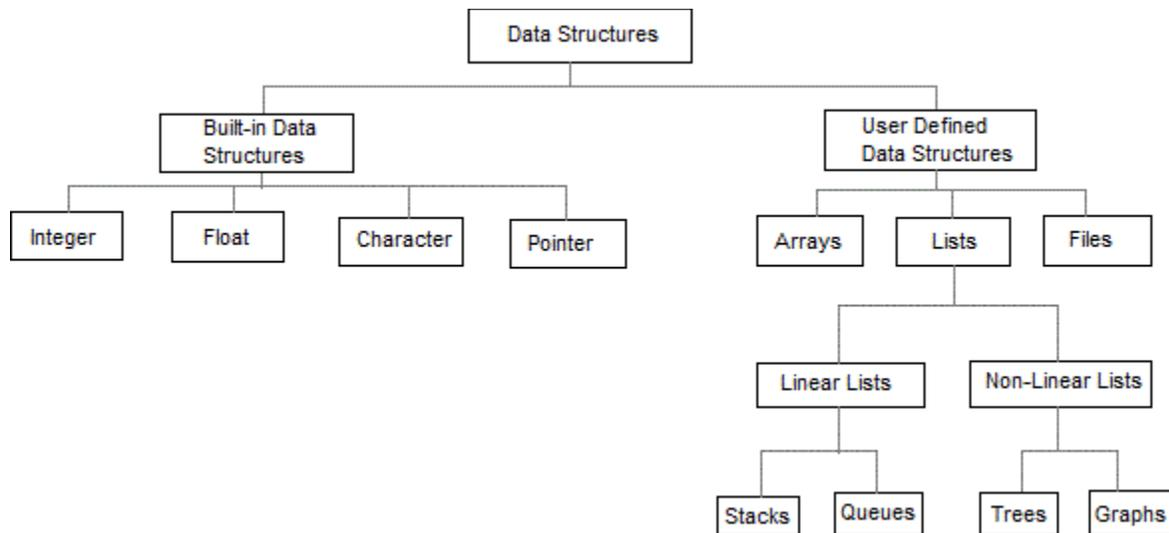 Data Structures
Built-in Data
Structures
User Defined
Data Structures
Integer
Float
Character
Pointer
Arrays
Lists
Files
Linear Lists
Non-Linear Lists
Stacks
Queues
Trees
Graphs